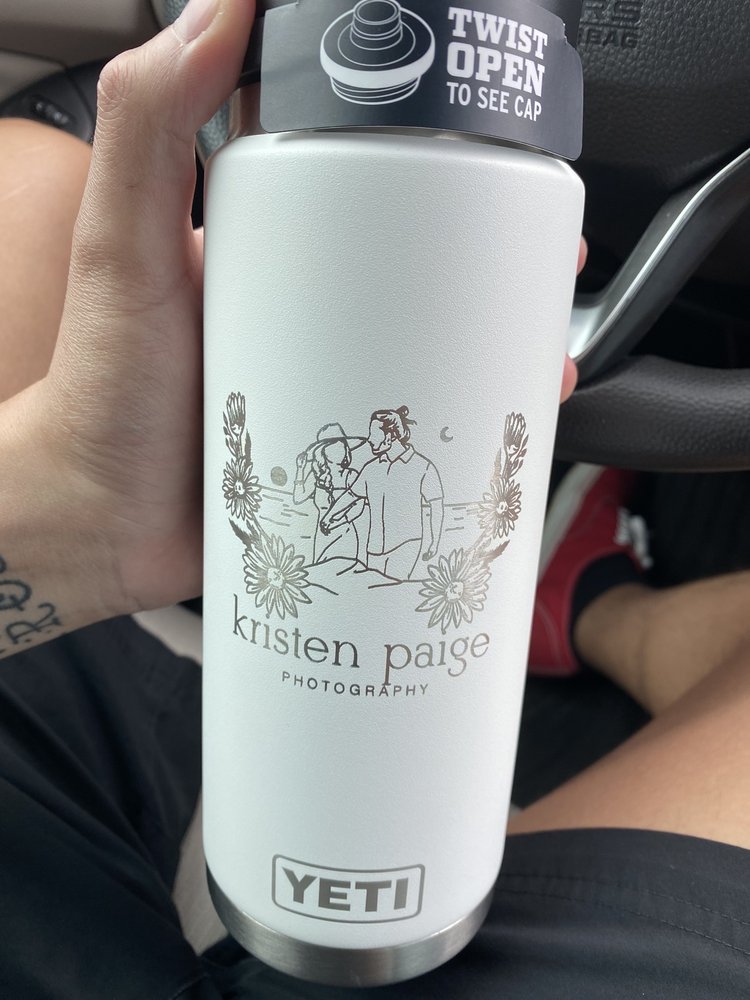 TWIST
OPEN
TO SEE CAP
kristen paige
PHOTOGRAPHY
YETI